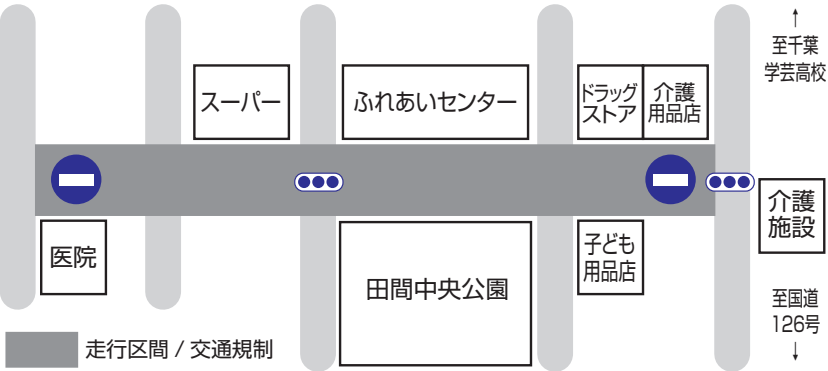 至千葉
学芸高校
スーパー
ふれあいセンター
ドラッグ
ストア
介護
用品店
介護
施設
医院
田間中央公園
子ども
用品店
至国道
126号
走行区間 / 交通規制